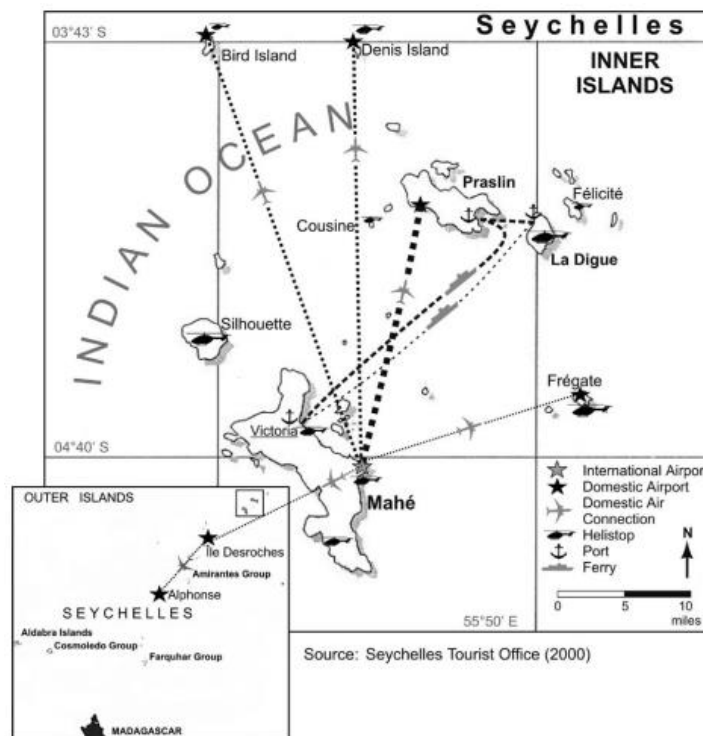 Seychelles
03°43' S
Bird Island
Denis Island
INNER
ISLANDS
INDIAN OCEAN
Praslin
Félicité
Cousine
La Digue
Silhouette
Frégate
Victoria
04°40' S
Mahé
International Airport
Domestic Airport
Domestic Air
Connection
Helistop
Port
Ferry
N
0 5 10
miles
55°50' E
OUTER ISLANDS
Île Desroches
Amirantes Group
Alphonse
SEYCHELLES
Aldabra Islands
Cosmoledo Group
Farquhar Group
MADAGASCAR
Source: Seychelles Tourist Office (2000)